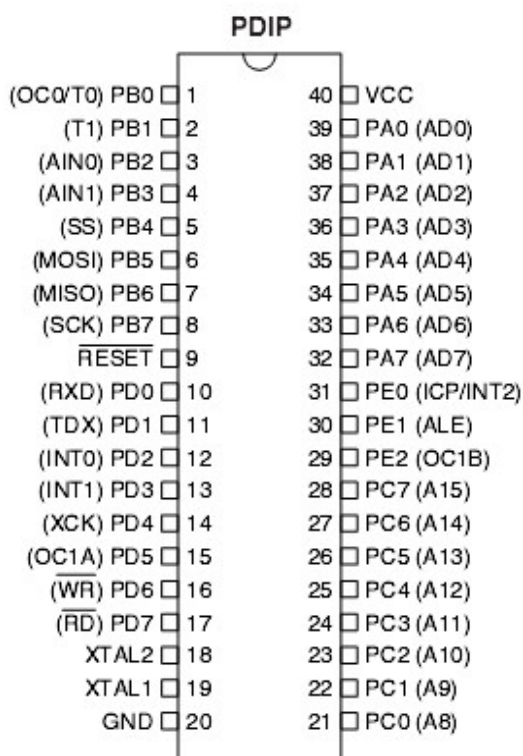 PDIP
(OC0/T0) PB0 1 40 VCC
(T1) PB1 2 39 PA0 (AD0)
(AIN0) PB2 3 38 PA1 (AD1)
(AIN1) PB3 4 37 PA2 (AD2)
(SS) PB4 5 36 PA3 (AD3)
(MOSI) PB5 6 35 PA4 (AD4)
(MISO) PB6 7 34 PA5 (AD5)
(SCK) PB7 8 33 PA6 (AD6)
RESET 9 32 PA7 (AD7)
(RXD) PD0 10 31 PE0 (ICP/INT2)
(TDX) PD1 11 30 PE1 (ALE)
(INT0) PD2 12 29 PE2 (OC1B)
(INT1) PD3 13 28 PC7 (A15)
(XCK) PD4 14 27 PC6 (A14)
(OC1A) PD5 15 26 PC5 (A13)
(WR) PD6 16 25 PC4 (A12)
(RD) PD7 17 24 PC3 (A11)
XTAL2 18 23 PC2 (A10)
XTAL1 19 22 PC1 (A9)
GND 20 21 PC0 (A8)